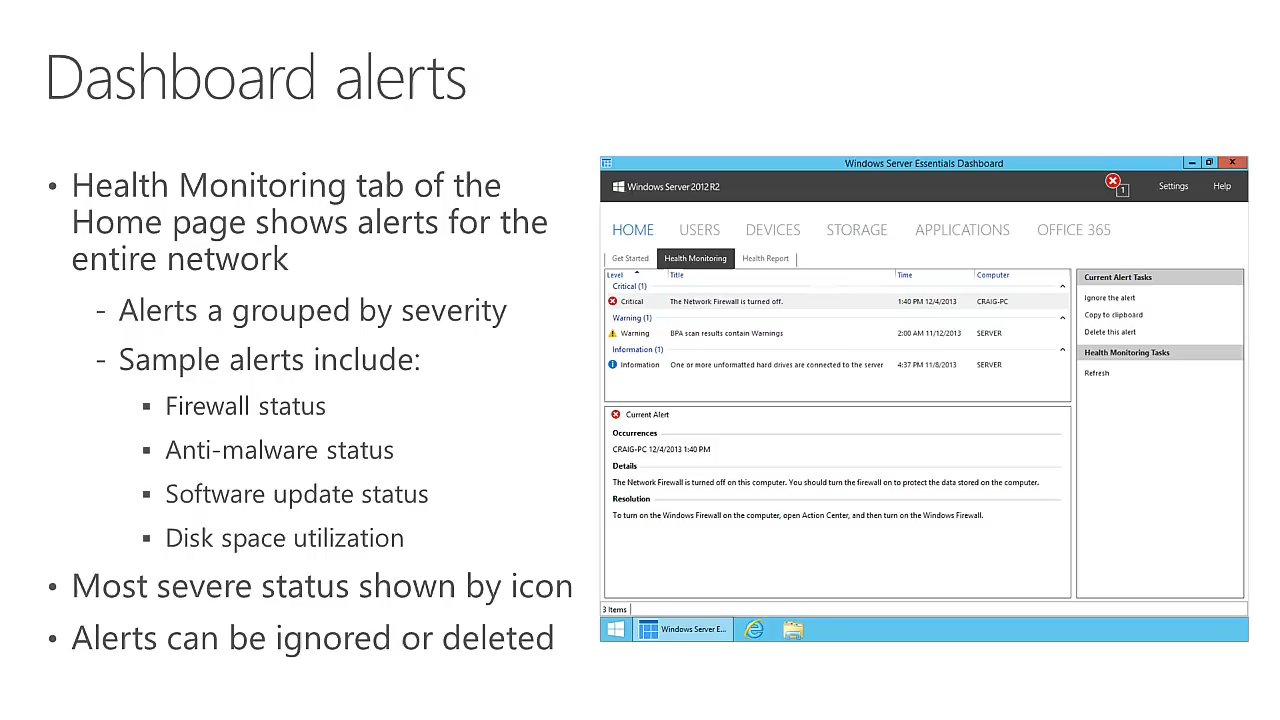 Dashboard alerts
• Health Monitoring tab of the
Home page shows alerts for the
entire network
- Alerts a grouped by severity
- Sample alerts include:
▪ Firewall status
▪ Anti-malware status
▪ Software update status
▪ Disk space utilization
• Most severe status shown by icon
• Alerts can be ignored or deleted
Windows Server Essentials Dashboard
Windows Server 2012 R2
1
Settings Help
HOME USERS DEVICES STORAGE APPLICATIONS OFFICE 365
Get Started Health Monitoring Health Report
Level Title Time Computer
Critical (1)
Critical The Network Firewall is turned off. 1:40 PM 12/4/2013 CRAIG-PC
Warning (1)
Warning BPA scan results contain Warnings 2:00 AM 11/12/2013 SERVER
Information (1)
Information One or more unformatted hard drives are connected to the server 4:37 PM 11/8/2013 SERVER
Current Alert
Occurrences
CRAIG-PC 12/4/2013 1:40 PM
Details
The Network Firewall is turned off on this computer. You should turn the firewall on to protect the data stored on the computer.
Resolution
To turn on the Windows Firewall on the computer, open Action Center, and then turn on the Windows Firewall.
Current Alert Tasks
Ignore the alert
Copy to clipboard
Delete this alert
Health Monitoring Tasks
Refresh
3 Items
Windows Server E...